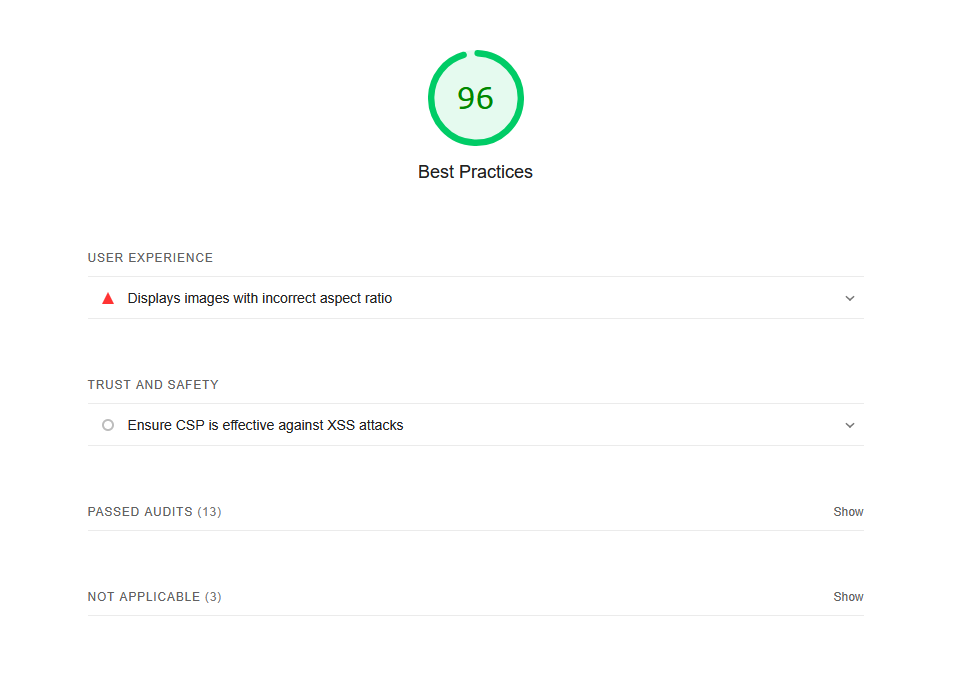 96
Best Practices
USER EXPERIENCE
Displays images with incorrect aspect ratio
TRUST AND SAFETY
Ensure CSP is effective against XSS attacks
PASSED AUDITS (13) Show
NOT APPLICABLE (3) Show